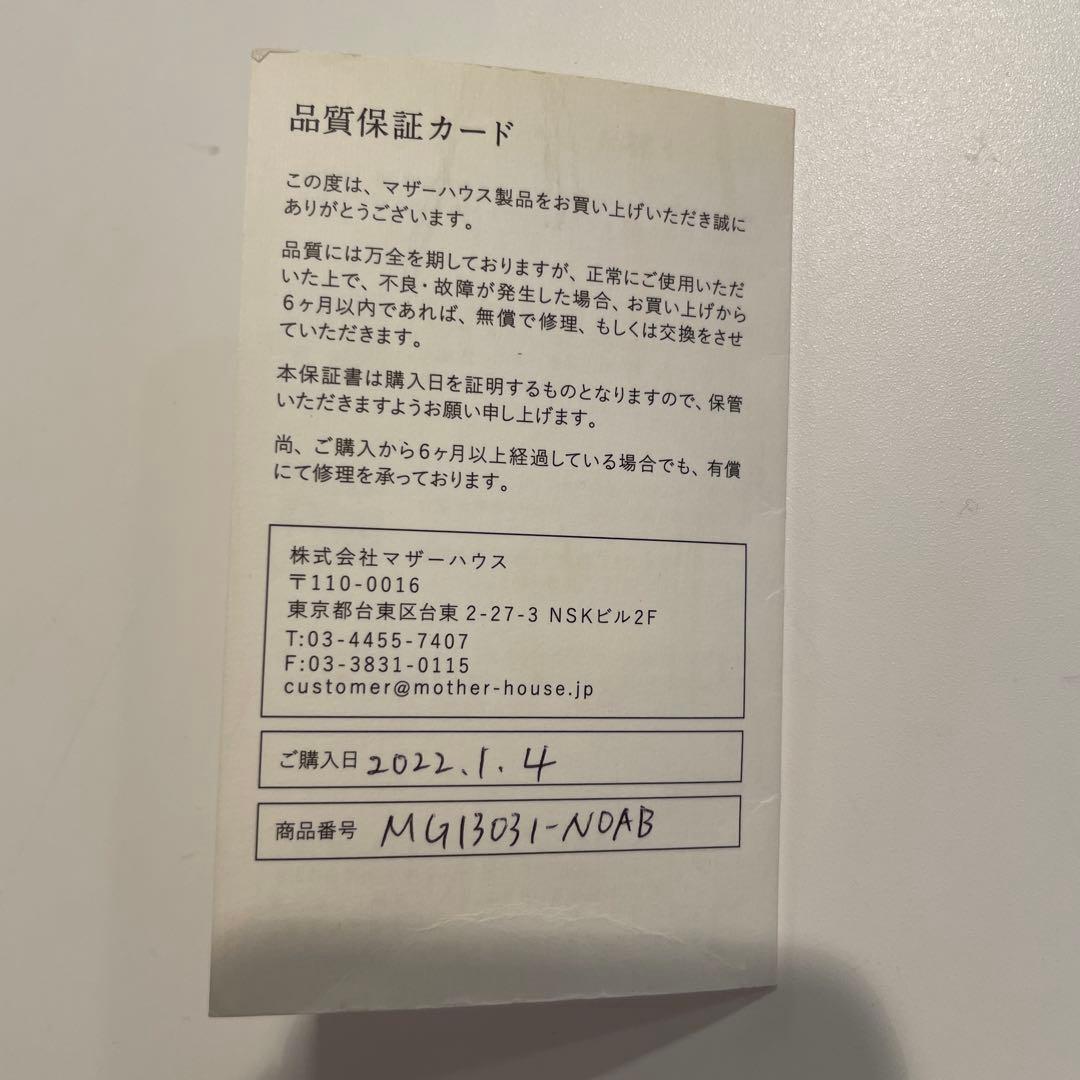 品質保証カード
この度は、マザーハウス製品をお買い上げいただき誠に
ありがとうございます。
品質には万全を期しておりますが、正常にご使用いただ
いた上で、不良・故障が発生した場合、お買い上げから
6ヶ月以内であれば、無償で修理、もしくは交換をさせ
ていただきます。
本保証書は購入日を証明するものとなりますので、保管
いただきますようお願い申し上げます。
尚、ご購入から6ヶ月以上経過している場合でも、有償
にて修理を承っております。
株式会社マザーハウス
〒110-0016
東京都台東区台東 2-27-3 NSKビル2F
T:03-4455-7407
F:03-3831-0115
customer@mother-house.jp
ご購入日 2022.1.4
商品番号 MG13031-NOAB